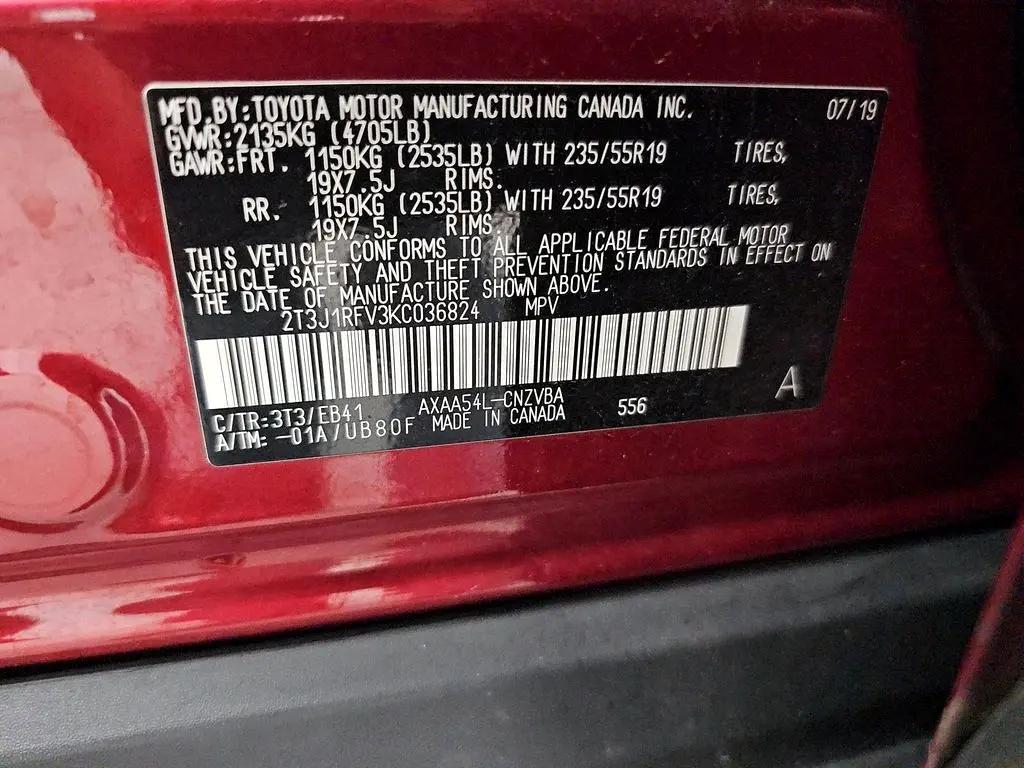 MFD.BY:TOYOTA MOTOR MANUFACTURING CANADA INC. 07/19
GVWR:2135KG (4705LB)
GAWR:FRT. 1150KG (2535LB) WITH 235/55R19 TIRES,
19X7.5J RIMS.
RR. 1150KG (2535LB) WITH 235/55R19 TIRES,
19X7.5J RIMS.
THIS VEHICLE CONFORMS TO ALL APPLICABLE FEDERAL MOTOR
VEHICLE SAFETY AND THEFT PREVENTION STANDARDS IN EFFECT ON
THE DATE OF MANUFACTURE SHOWN ABOVE.
2T3J1RFV3KC036824 MPV
C/TR:3T3/EB41 AXAA54L-CNZVBA 556 A
A/TM: -01A/UB80F MADE IN CANADA